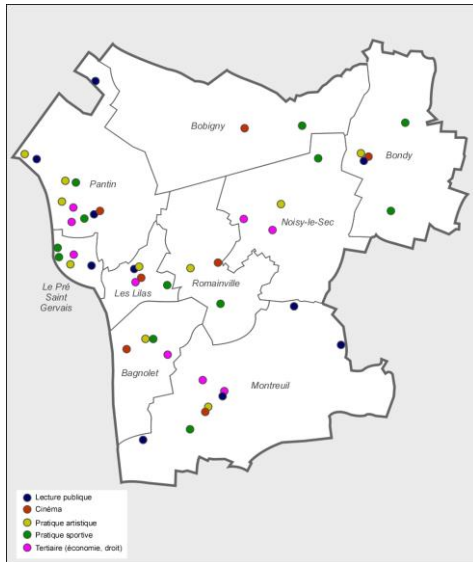 Bobigny
Bondy
Pantin
Noisy-le-Sec
Le Pré
Saint
Gervais
Les Lilas
Romainville
Bagnolet
Montreuil
Lecture publique
Cinéma
Pratique artistique
Pratique sportive
Tertiaire (économie, droit)